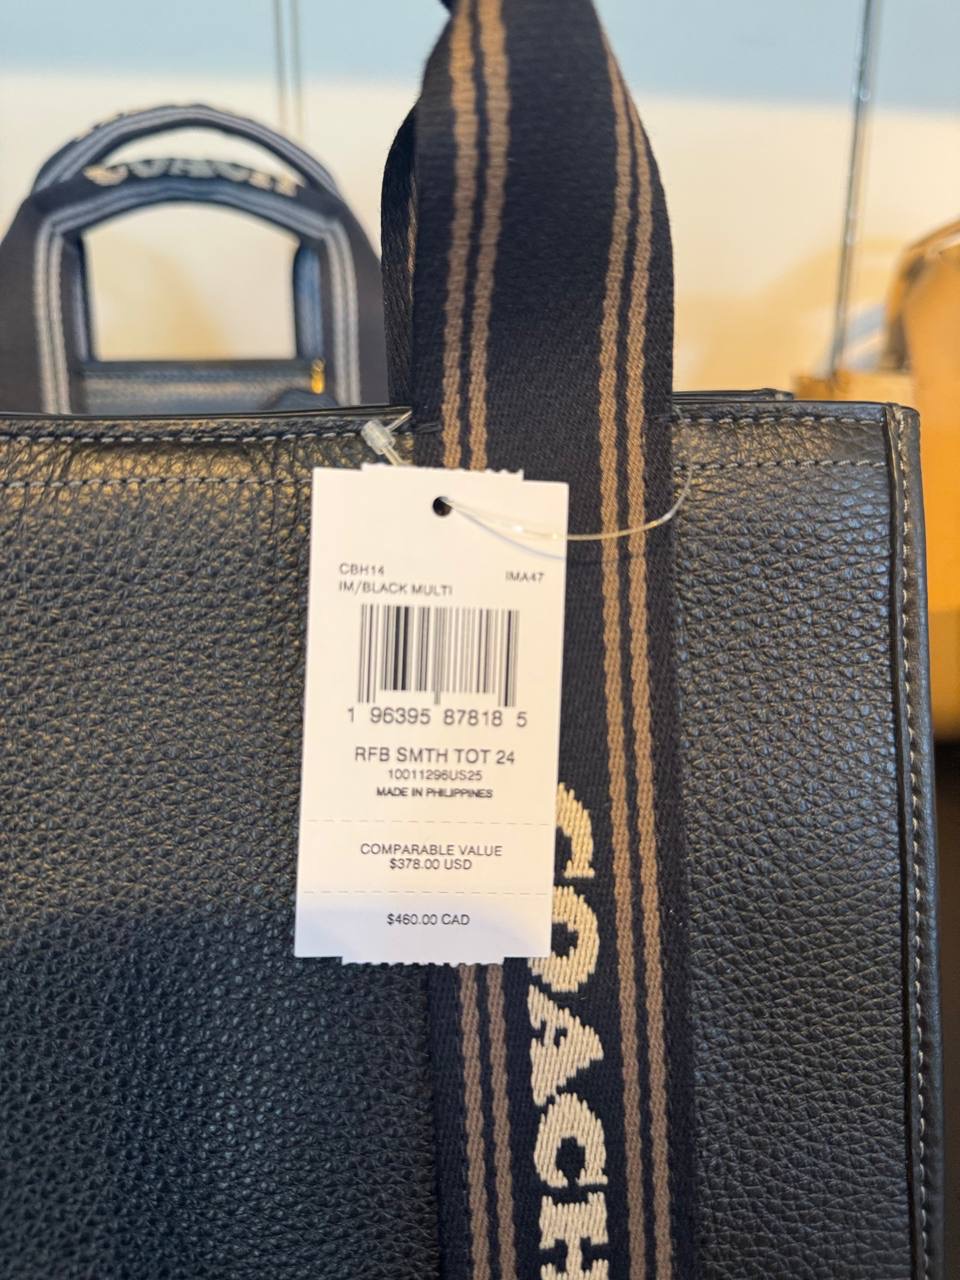 COACH
CBH14 IMA47
IM/BLACK MULTI
1 96395 87818 5
RFB SMTH TOT 24
10011296US25
MADE IN PHILIPPINES
COMPARABLE VALUE
$378.00 USD
$460.00 CAD
COACH